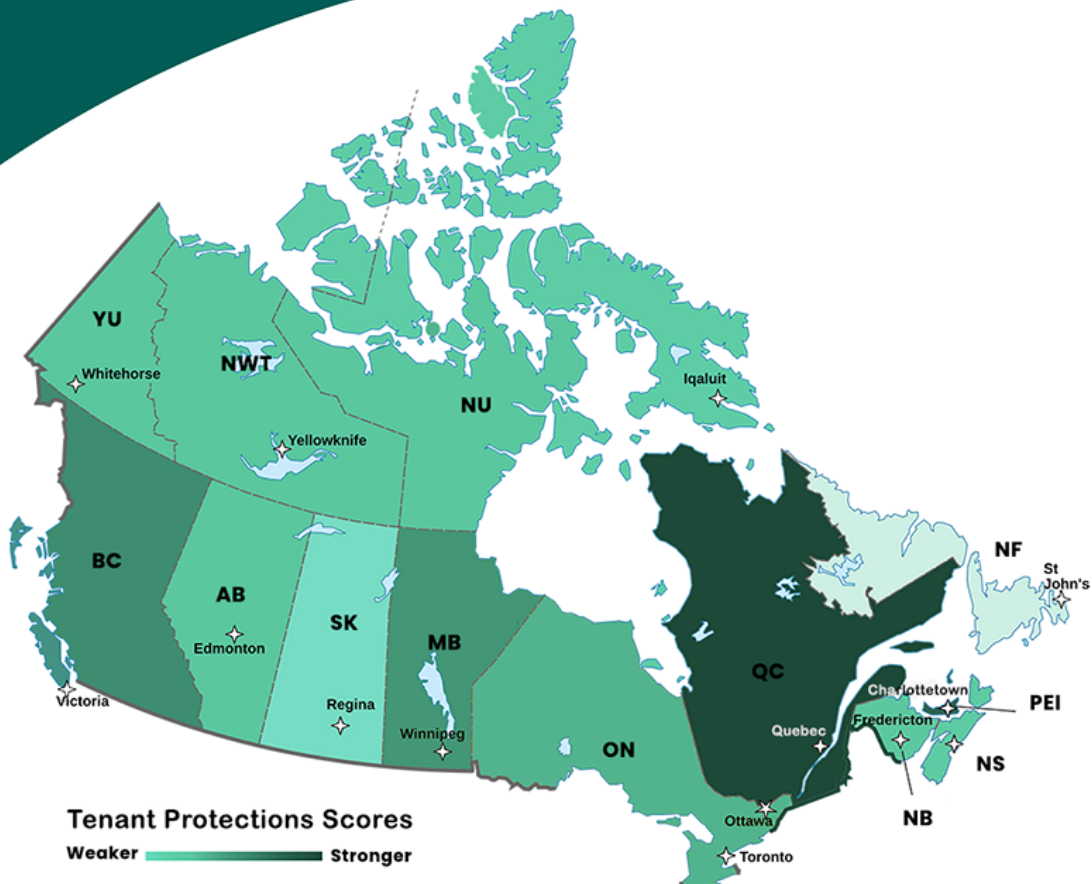 YU
Whitehorse
NWT
NU
Iqaluit
Yellowknife
BC
AB
Edmonton
SK
MB
Regina
Winnipeg
Victoria
ON
QC
Quebec
NF
St
John's
Charlottetown
PEI
Fredericton
NS
NB
Ottawa
Toronto
Tenant Protections Scores
Weaker
Stronger